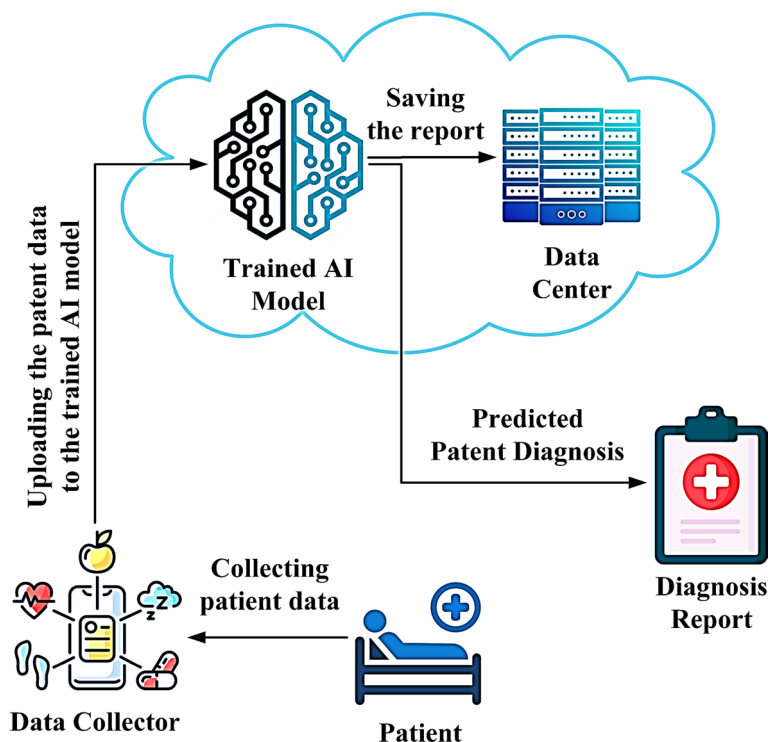 Saving
the report
Trained AI
Model
Data
Center
Uploading the patent data
to the trained AI model
Predicted
Patent Diagnosis
Diagnosis
Report
Collecting
patient data
z Z
z
Data Collector
Patient